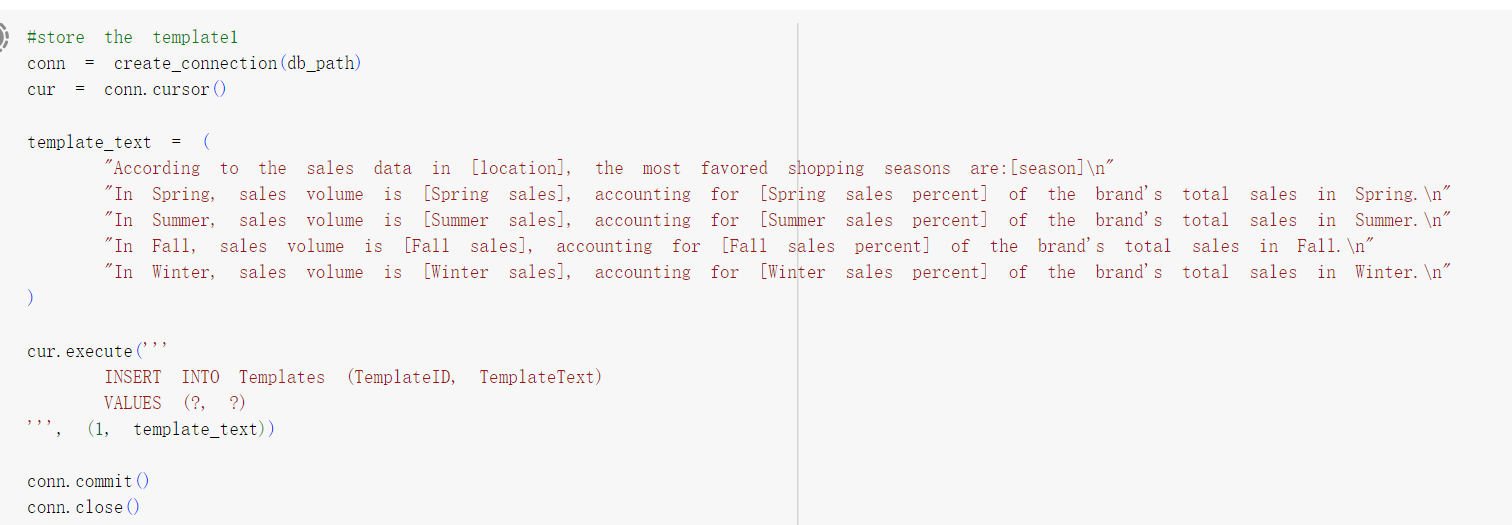 #store the template1
conn = create_connection(db_path)
cur = conn.cursor()
template_text = (
"According to the sales data in [location], the most favored shopping seasons are:[season]\n"
"In Spring, sales volume is [Spring sales], accounting for [Spring sales percent] of the brand's total sales in Spring.\n"
"In Summer, sales volume is [Summer sales], accounting for [Summer sales percent] of the brand's total sales in Summer.\n"
"In Fall, sales volume is [Fall sales], accounting for [Fall sales percent] of the brand's total sales in Fall.\n"
"In Winter, sales volume is [Winter sales], accounting for [Winter sales percent] of the brand's total sales in Winter.\n"
)
cur.execute('''
INSERT INTO Templates (TemplateID, TemplateText)
VALUES (?, ?)
''', (1, template_text))
conn.commit()
conn.close()